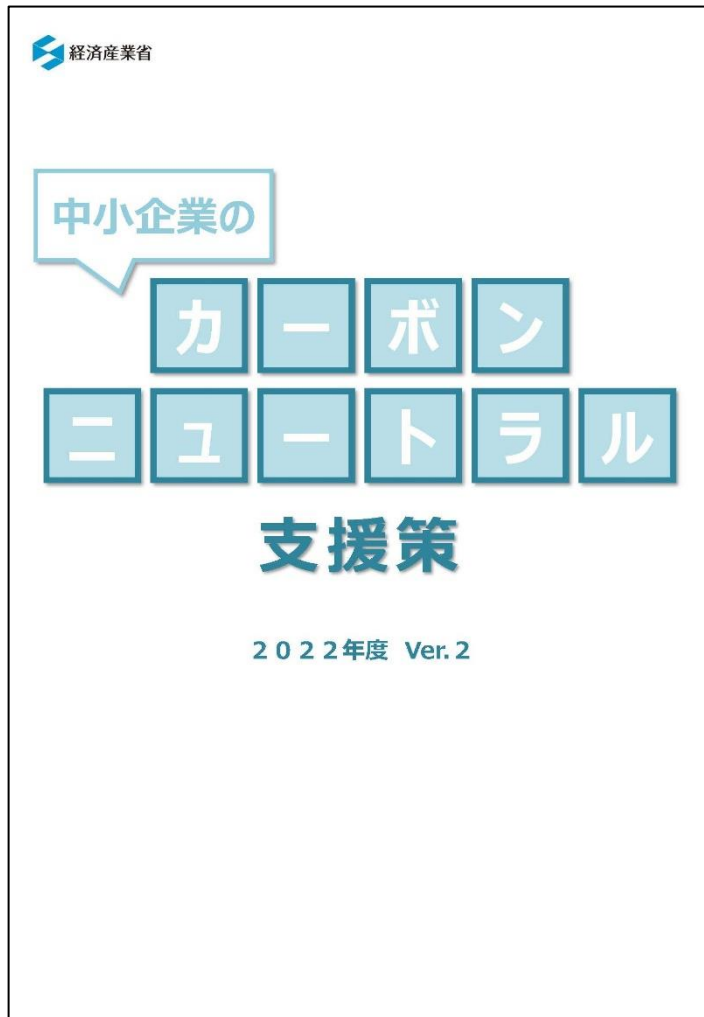 経済産業省
中小企業の
カーボン
ニュートラル
支援策
２０２２年度 Ver.２